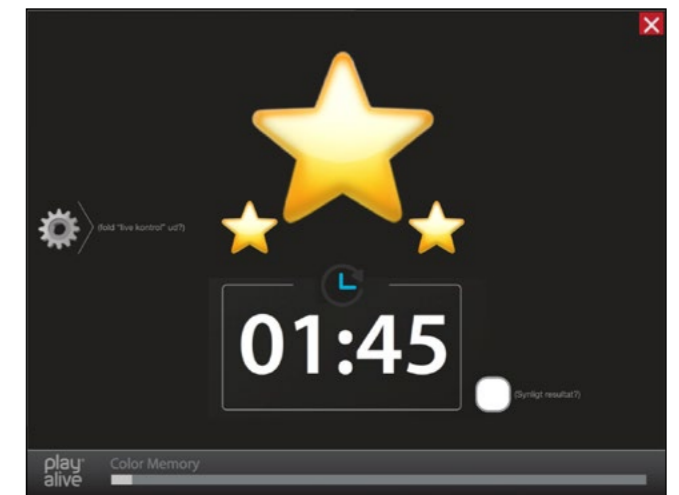 (fold "live kontrol" ud?)
01:45
(Synligt resultat?)
play alive
Color Memory